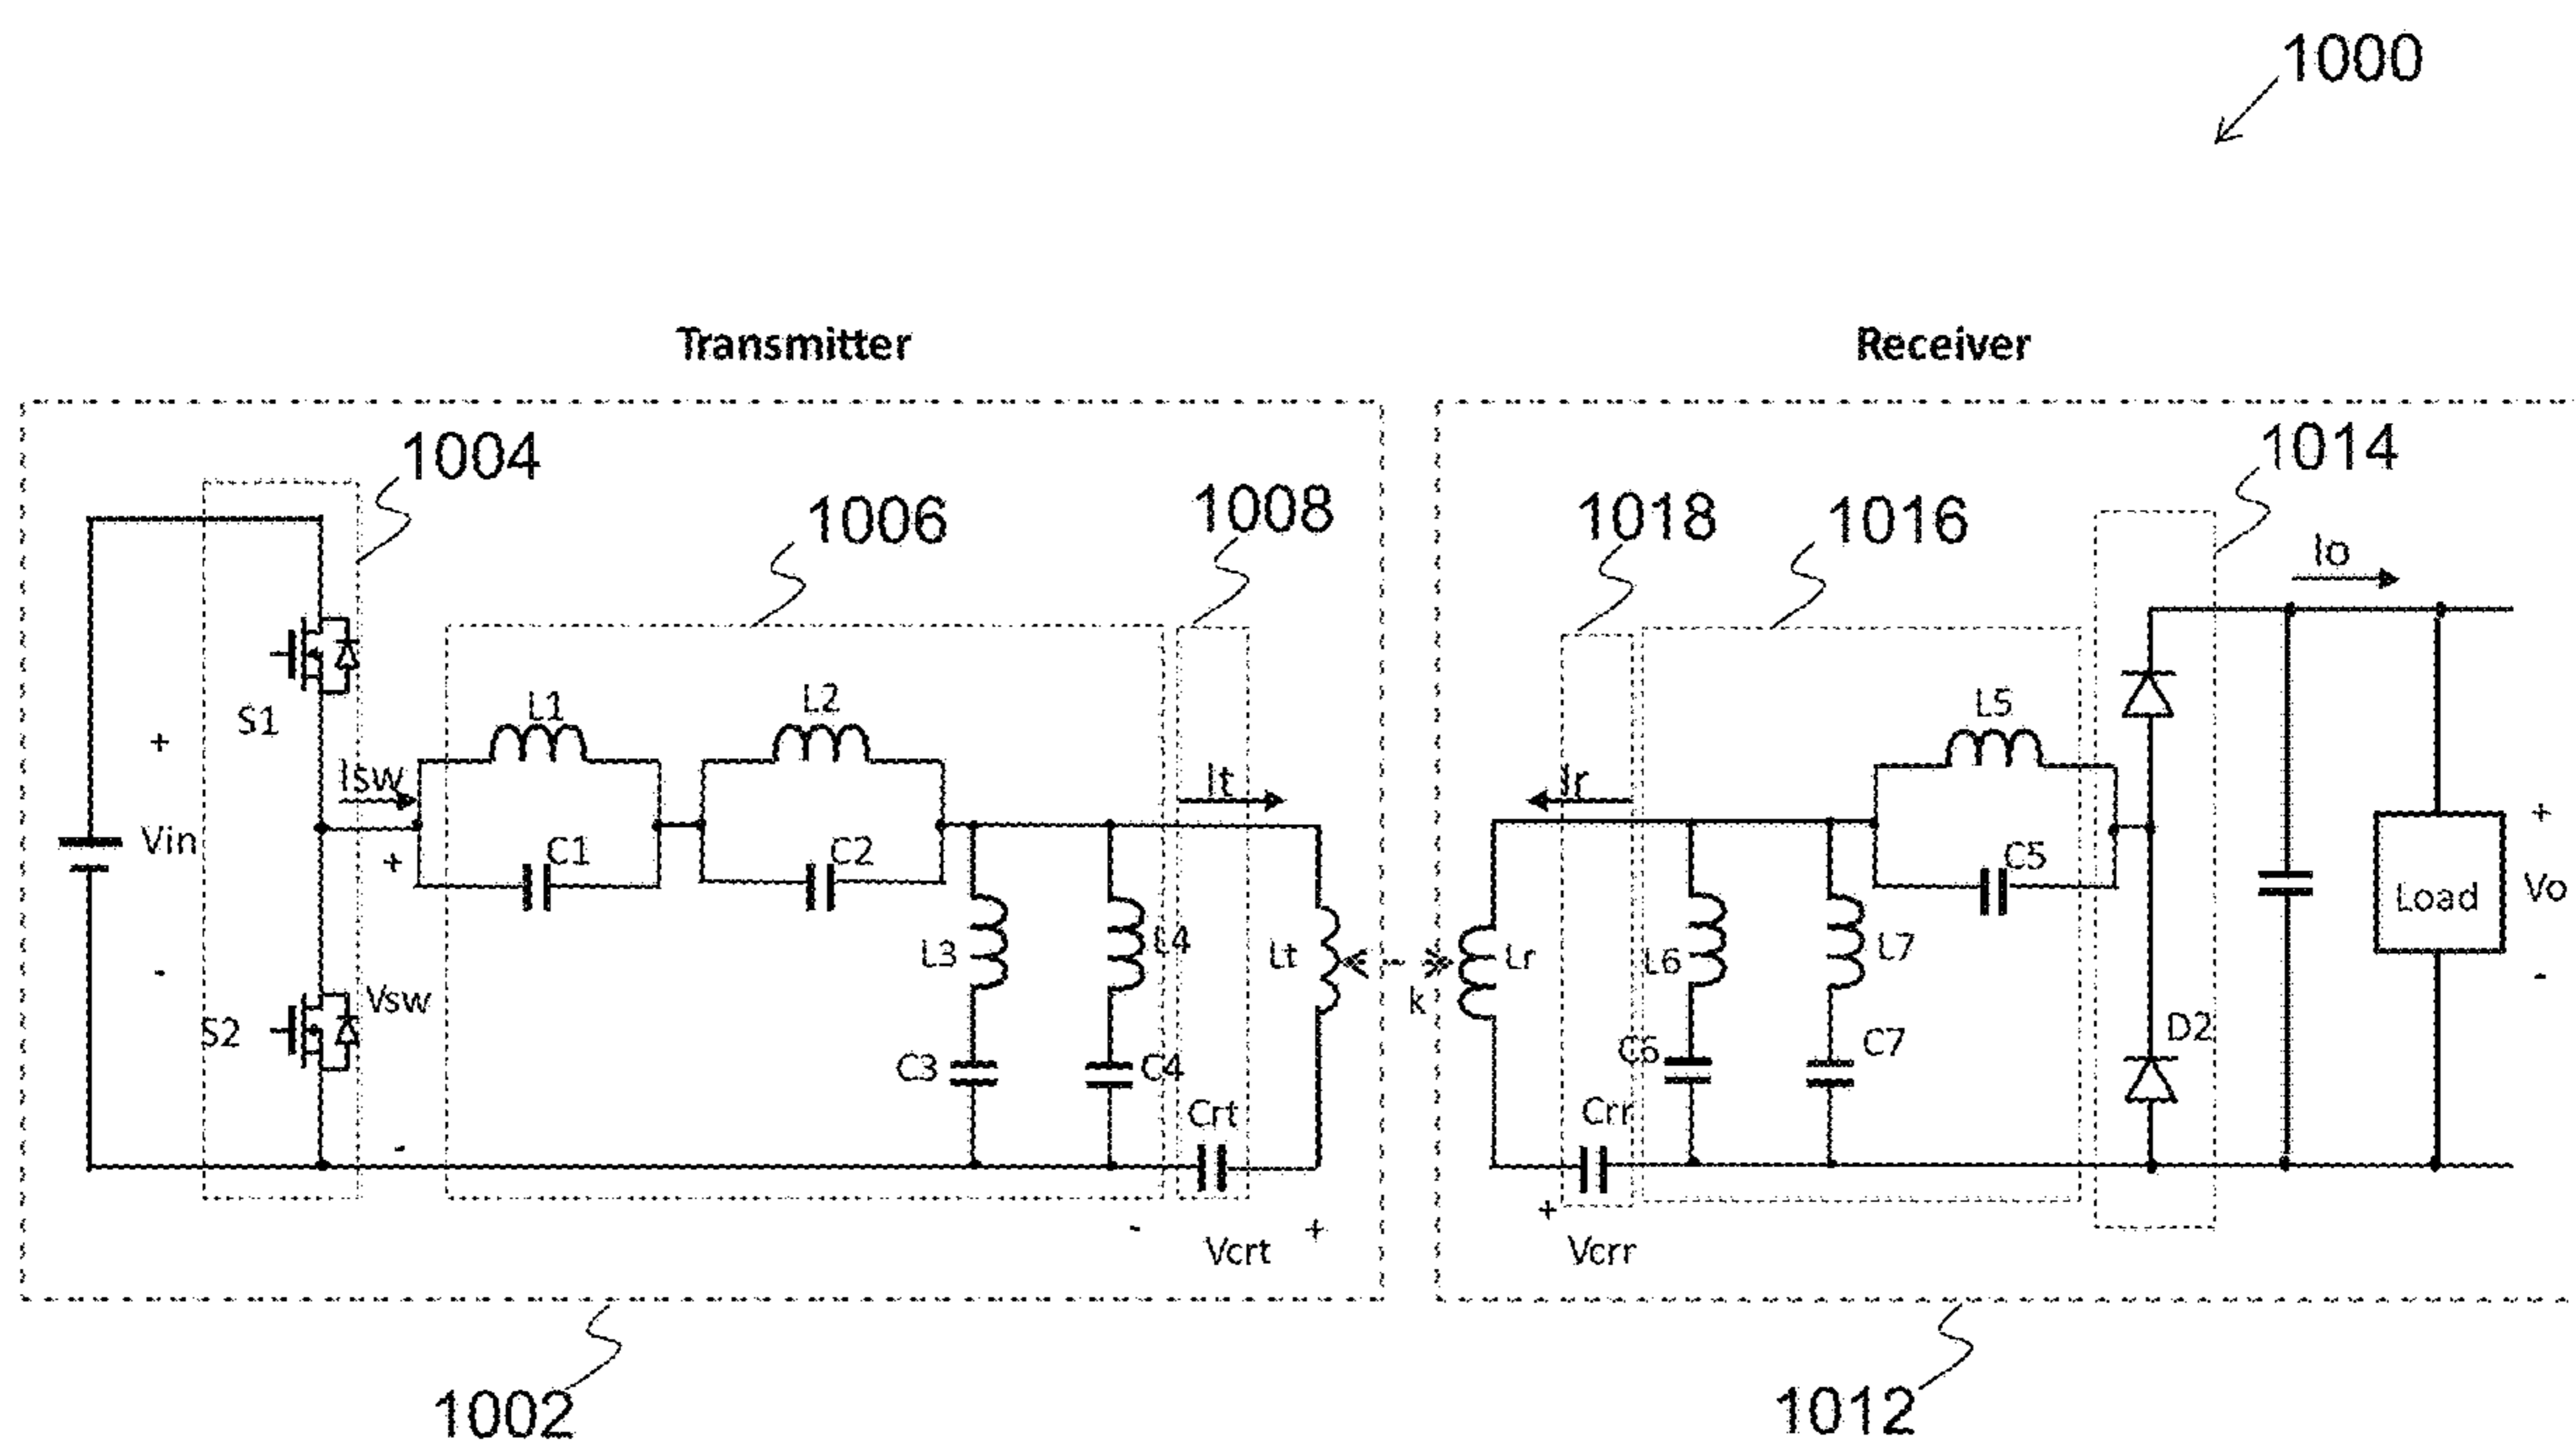 1000
Transmitter
Receiver
1004
1014
1006
1008
1018
1016
Io
S1
L1
L2
L5
+
Isw
It
Ir
Vin
+
C1
C2
C5
+
Load
Vo
-
-
L3
L4
Lt
k
Lr
L6
L7
S2
Vsw
C3
C4
C6
C7
D2
Crt
Crr
-
-
+
+
Vcrt
Vcrr
1002
1012